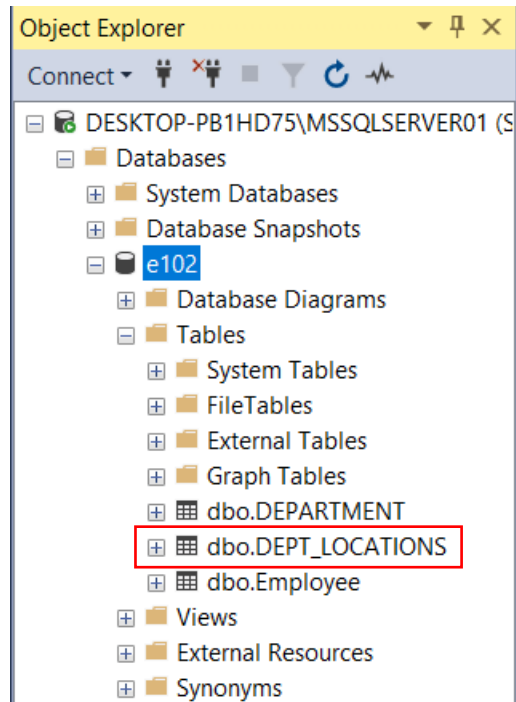 Object Explorer
Connect
DESKTOP-PB1HD75\MSSQLSERVER01 (S
Databases
System Databases
Database Snapshots
e102
Database Diagrams
Tables
System Tables
FileTables
External Tables
Graph Tables
dbo.DEPARTMENT
dbo.DEPT_LOCATIONS
dbo.Employee
Views
External Resources
Synonyms